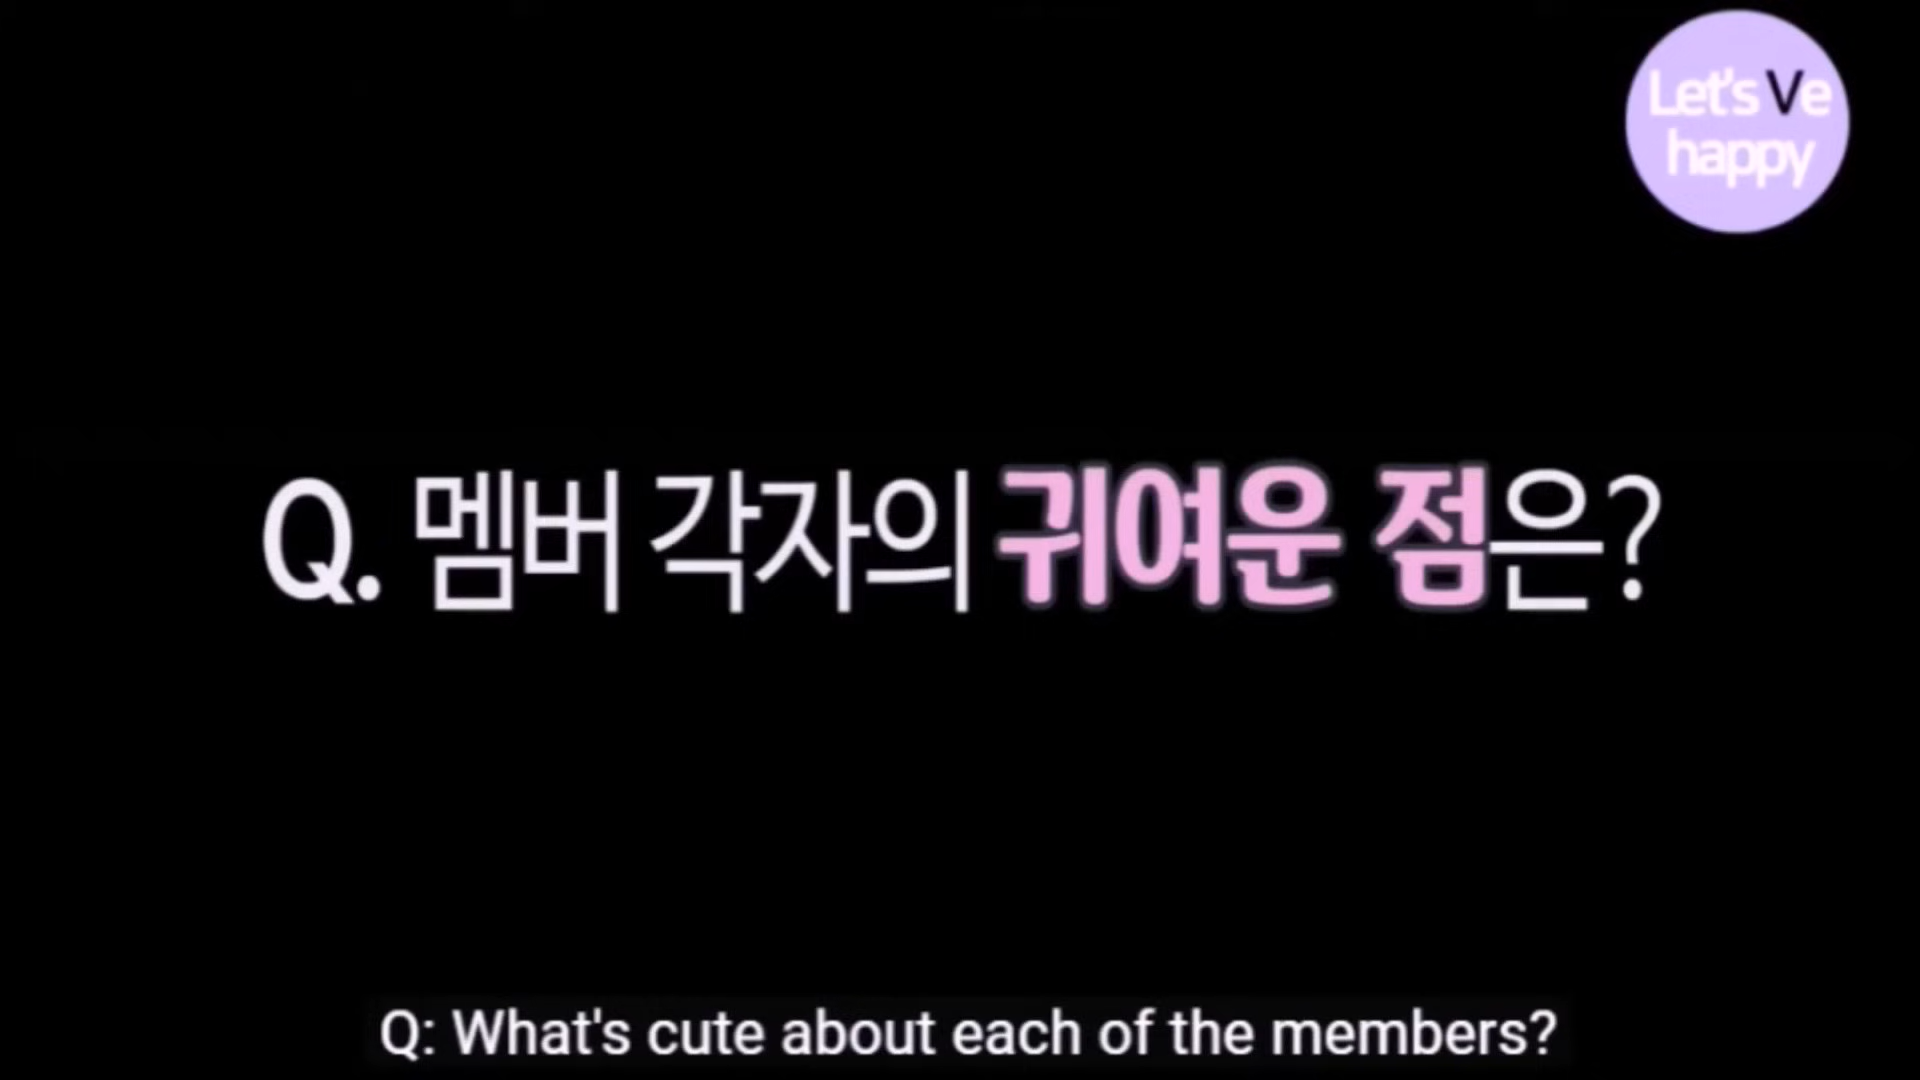 Let's Ve
happy
Q. 멤버 각자의 귀여운 점은?
Q: What's cute about each of the members?